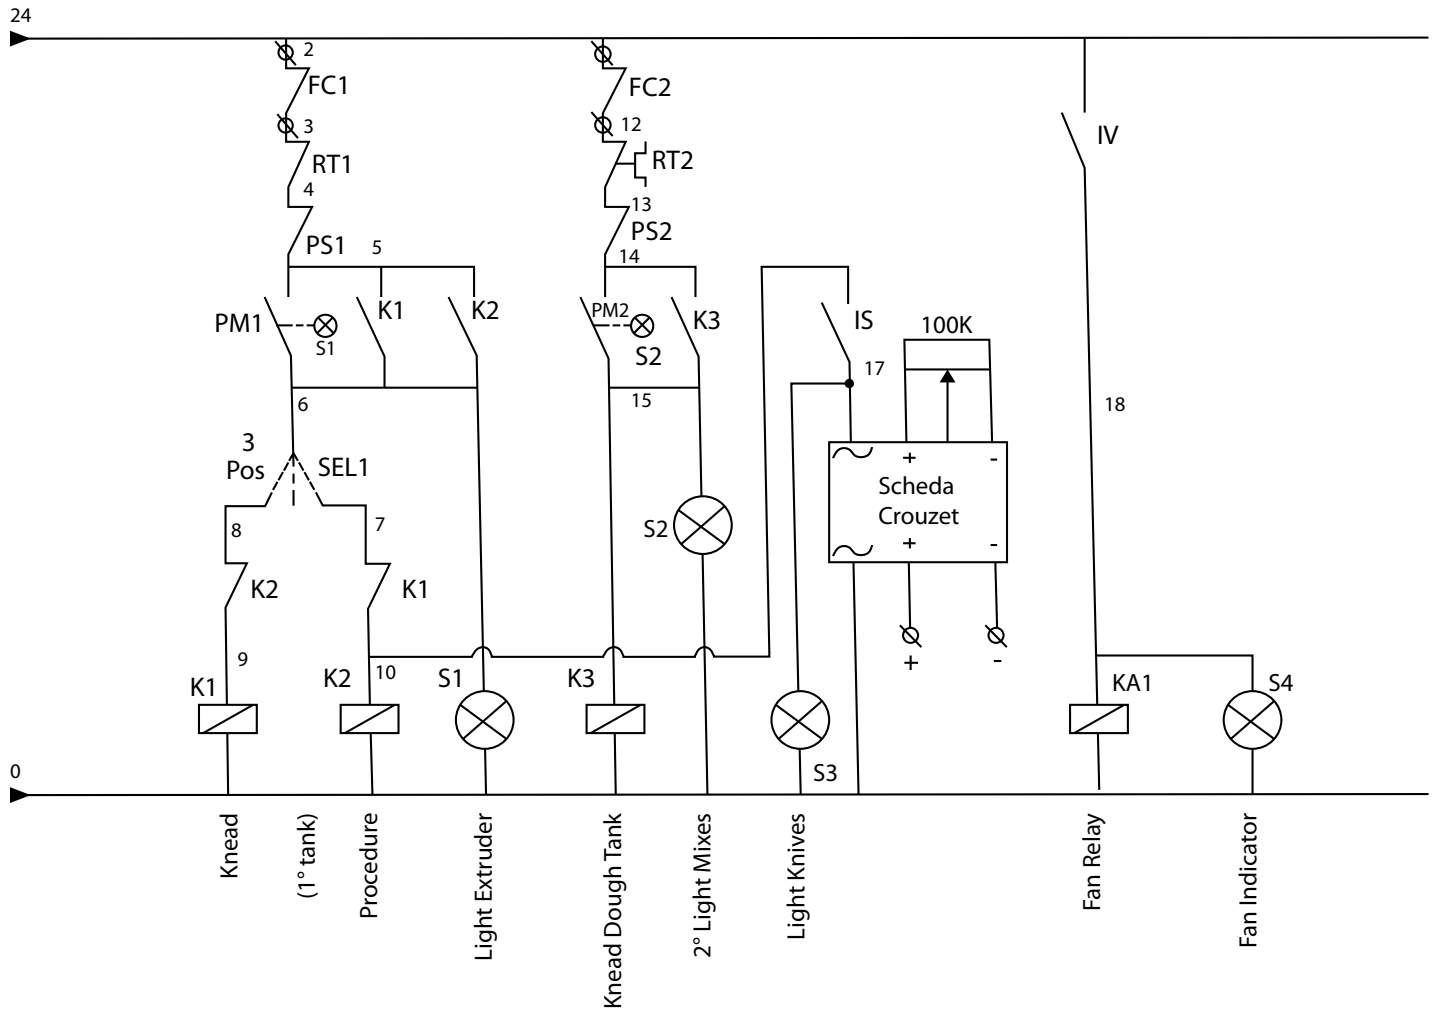 24
2
FC1
FC2
3
12
IV
RT1
RT2
4
13
PS1
5
PS2
14
PM1
S1
K1
K2
PM2
S2
K3
IS
100K
17
6
15
18
3
Pos
SEL1
+
-
Scheda
Crouzet
+
-
8
7
S2
K2
K1
9
10
+
-
K1
K2
S1
K3
KA1
S4
S3
0
Knead
(1° tank)
Procedure
Light Extruder
Knead Dough Tank
2° Light Mixes
Light Knives
Fan Relay
Fan Indicator